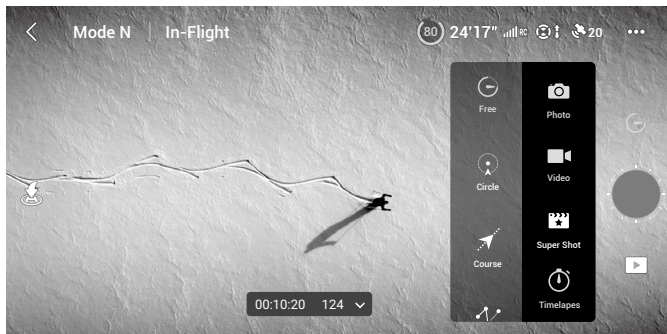 Mode N In-Flight 80 24'17" RC 20
Free
Photo
Circle
Video
Course
Super Shot
Timelapes
00:10:20 124